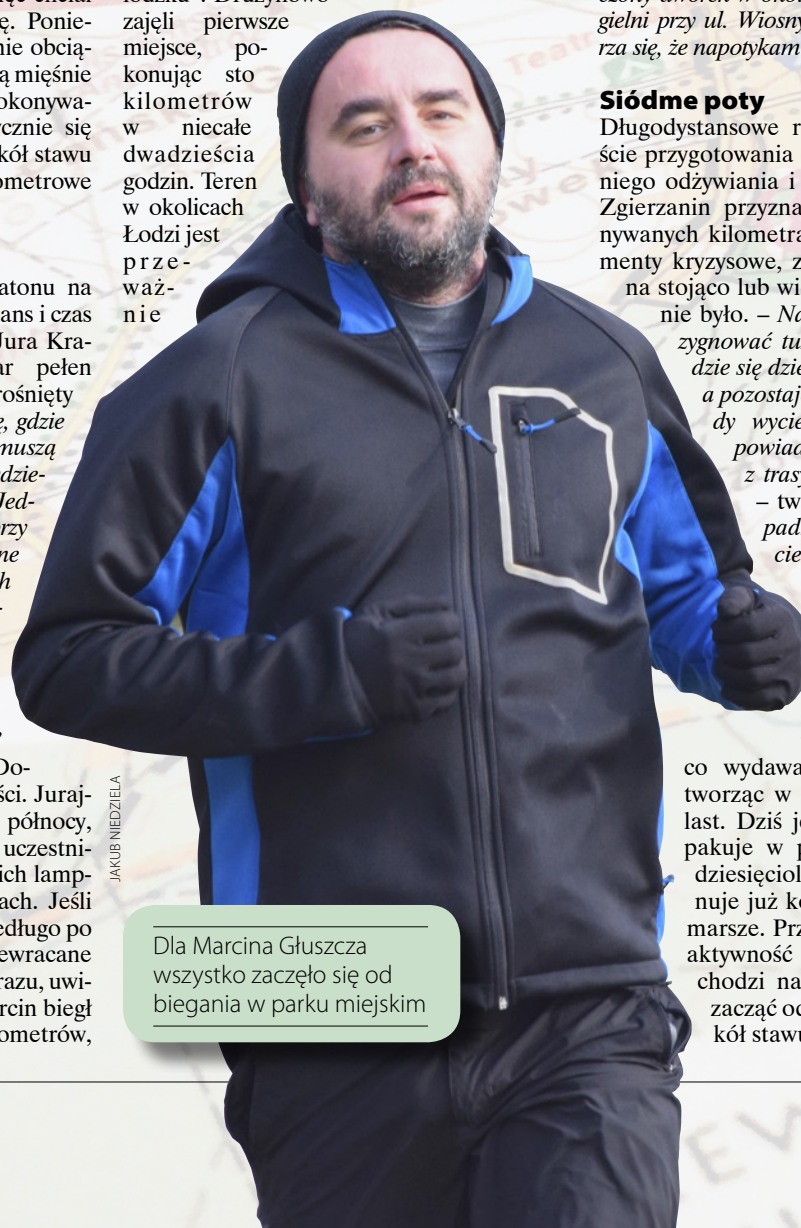 ę. Ponie-
nie obcią-
ą mięśnie
okonywa-
cznie się
kół stawu
ometrowe
atonu na
ans i czas
Jura Kra-
ar pełen
rośnięty
ę, gdzie
muszą
dzie-
Jed-
rzy
ne
h
-
Do-
ści. Juraj-
północy,
uczestni-
ich lamp-
ach. Jeśli
edługo po
ewracane
razu, uwi-
rcin biegł
ometrów,
zajęli pierwsze
miejsce, po-
konując sto
kilometrów
w niecałe
dwadzieścia
godzin. Teren
w okolicach
Łodzi jest
prze-
waż-
nie
JAKUB NIEDZIELA
Dla Marcina Głuszcza
wszystko zaczęło się od
biegania w parku miejskim
gielni przy ul. Wiosny
rza się, że napotykam
Siódme poty
Długodystansowe r
ście przygotowania
niego odżywiania i
Zgierzanin przyzna
nywanych kilometra
menty kryzysowe, z
na stojąco lub wi
nie było. – Na
zygnować tu
dzie się dzie
a pozostaj
dy wycie
powiad
z trasy
– tw
pad
cie
co wydawa
tworząc w
last. Dziś j
pakuje w p
dziesięciol
nuje już k
marsze. Prz
aktywność
chodzi na
zacząć od
kół stawu